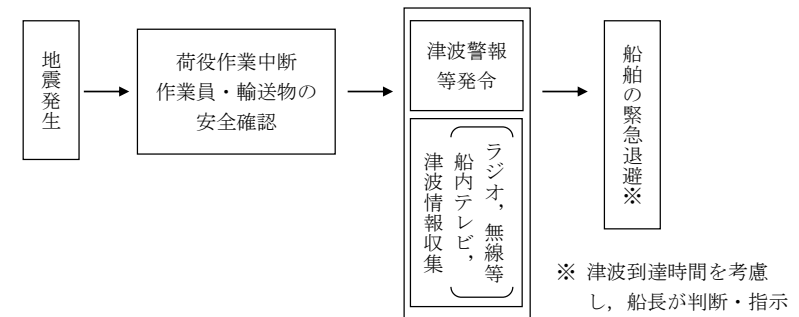 地震発生
荷役作業中断
作業員・輸送物の
安全確認
津波警報
等発令
津波情報収集
船内テレビ,
ラジオ,無線等
船舶の緊急退避※
※ 津波到達時間を考慮
し,船長が判断・指示